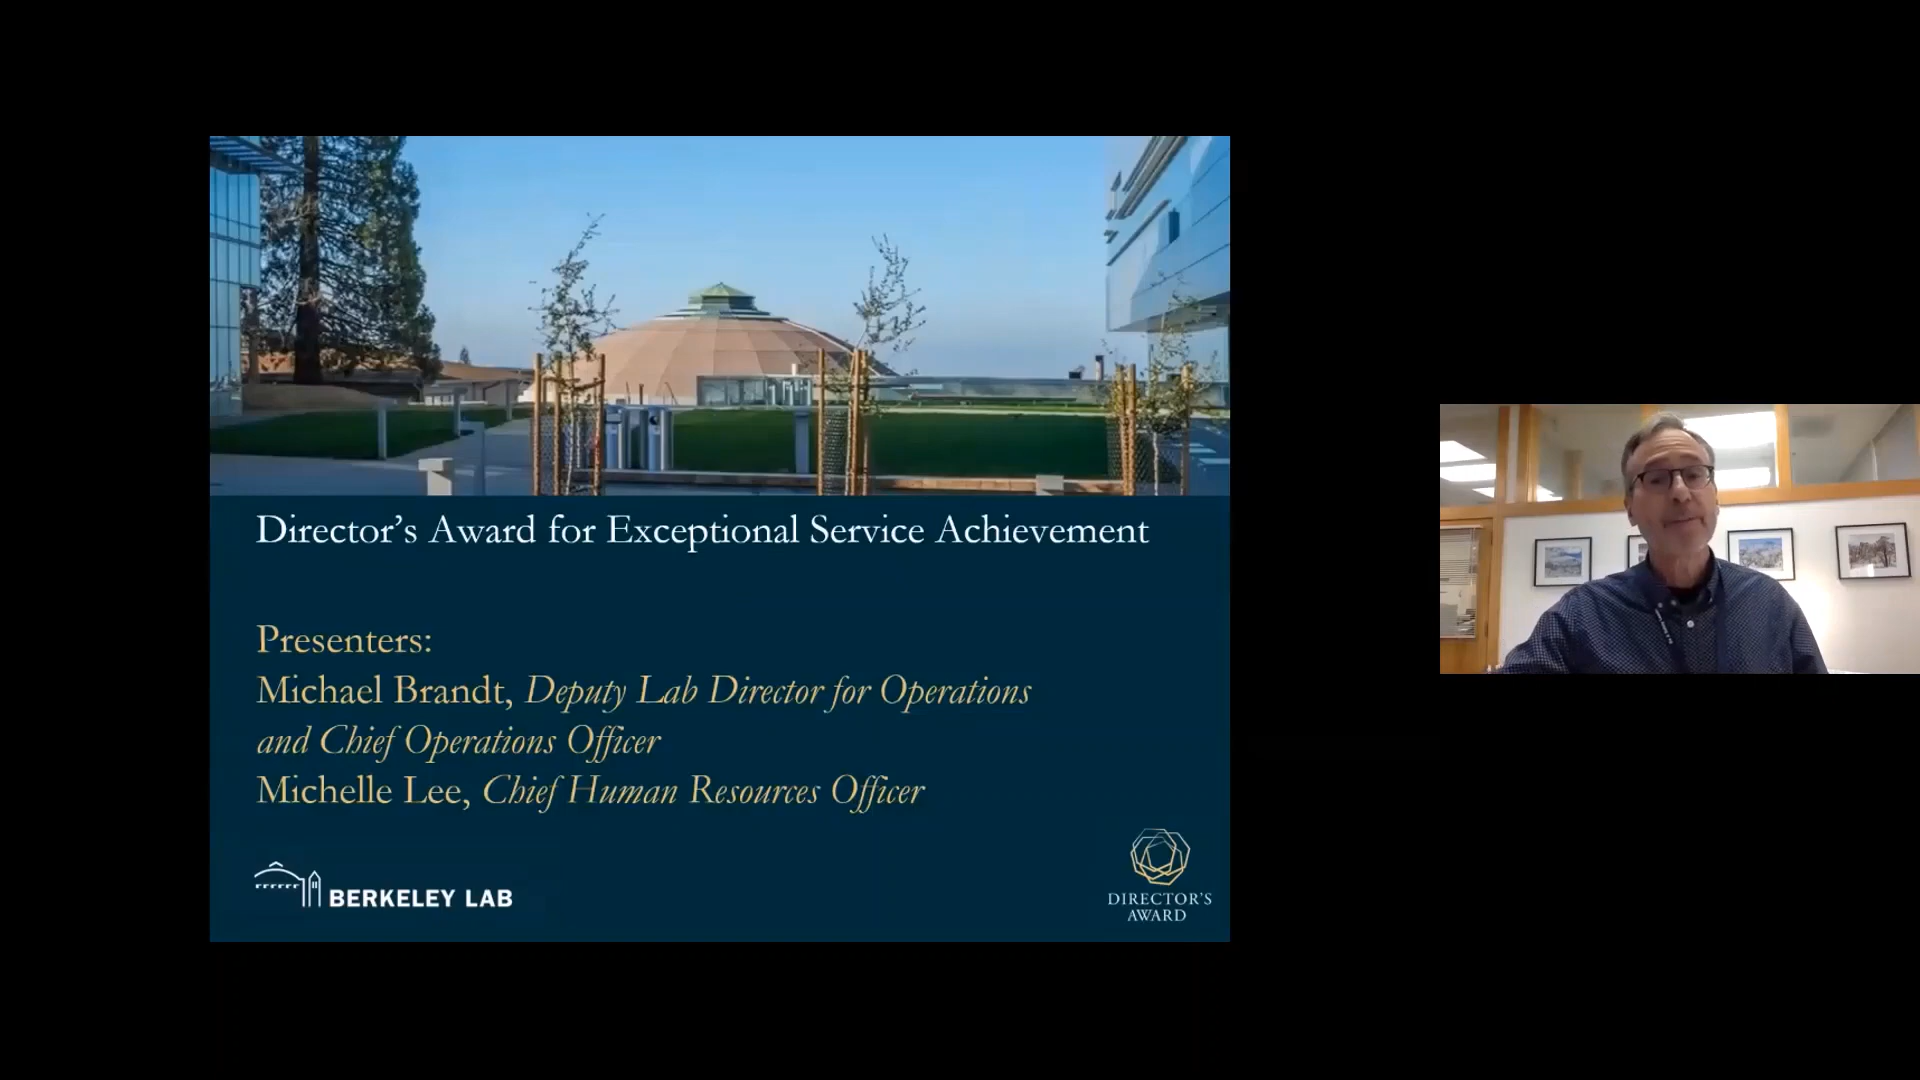 Director’s Award for Exceptional Service Achievement
Presenters:
Michael Brandt, Deputy Lab Director for Operations
and Chief Operations Officer
Michelle Lee, Chief Human Resources Officer
BERKELEY LAB
DIRECTOR’S
AWARD